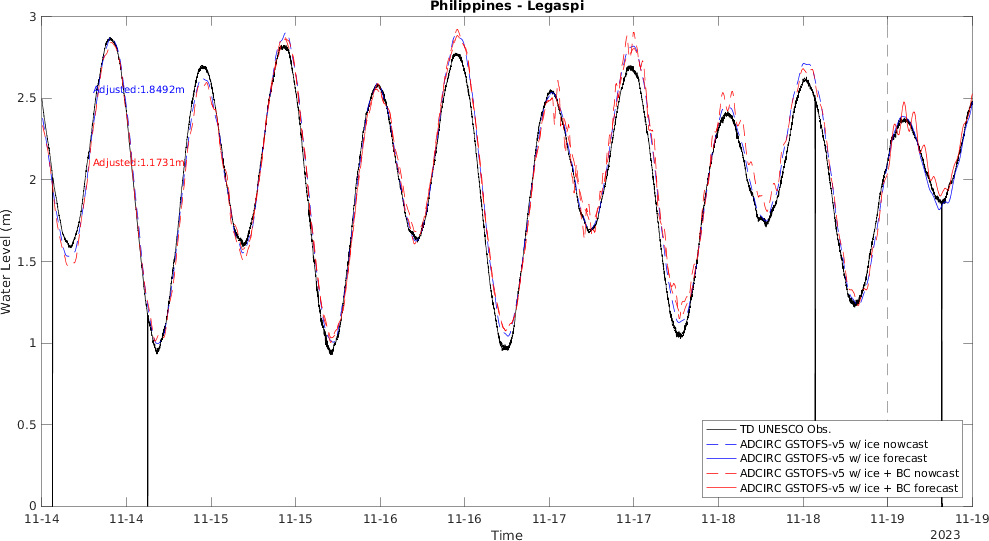 Philippines - Legaspi
3
2.5
2
1.5
1
0.5
0
Water Level (m)
Adjusted:1.8492m
Adjusted:1.1731m
TD UNESCO Obs.
ADCIRC GSTOFS-v5 w/ ice nowcast
ADCIRC GSTOFS-v5 w/ ice forecast
ADCIRC GSTOFS-v5 w/ ice + BC nowcast
ADCIRC GSTOFS-v5 w/ ice + BC forecast
11-14 11-14 11-15 11-15 11-16 11-16 11-17 11-17 11-18 11-18 11-19 11-19
Time
2023